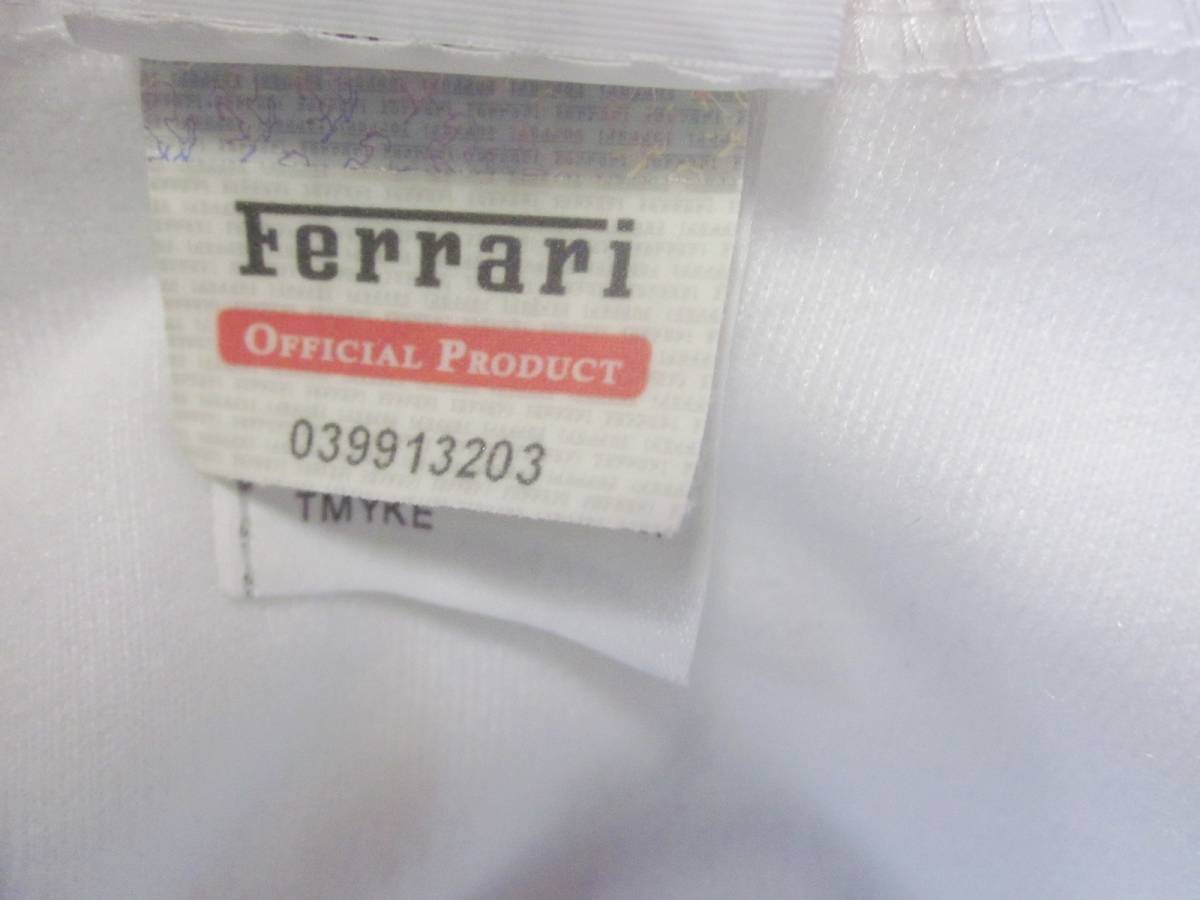 Ferrari
OFFICIAL PRODUCT
039913203
TMYKE